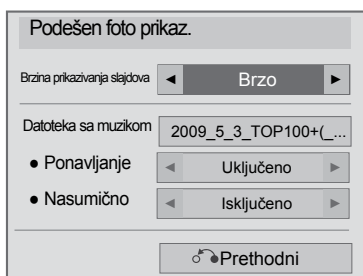 Podešen foto prikaz.
Brzina prikazivanja slajdova ◄ Brzo ►
Datoteka sa muzikom 2009_5_3_TOP100+(_...
● Ponavljanje ◄ Uključeno ►
● Nasumično ◄ Isključeno ►
Prethodni